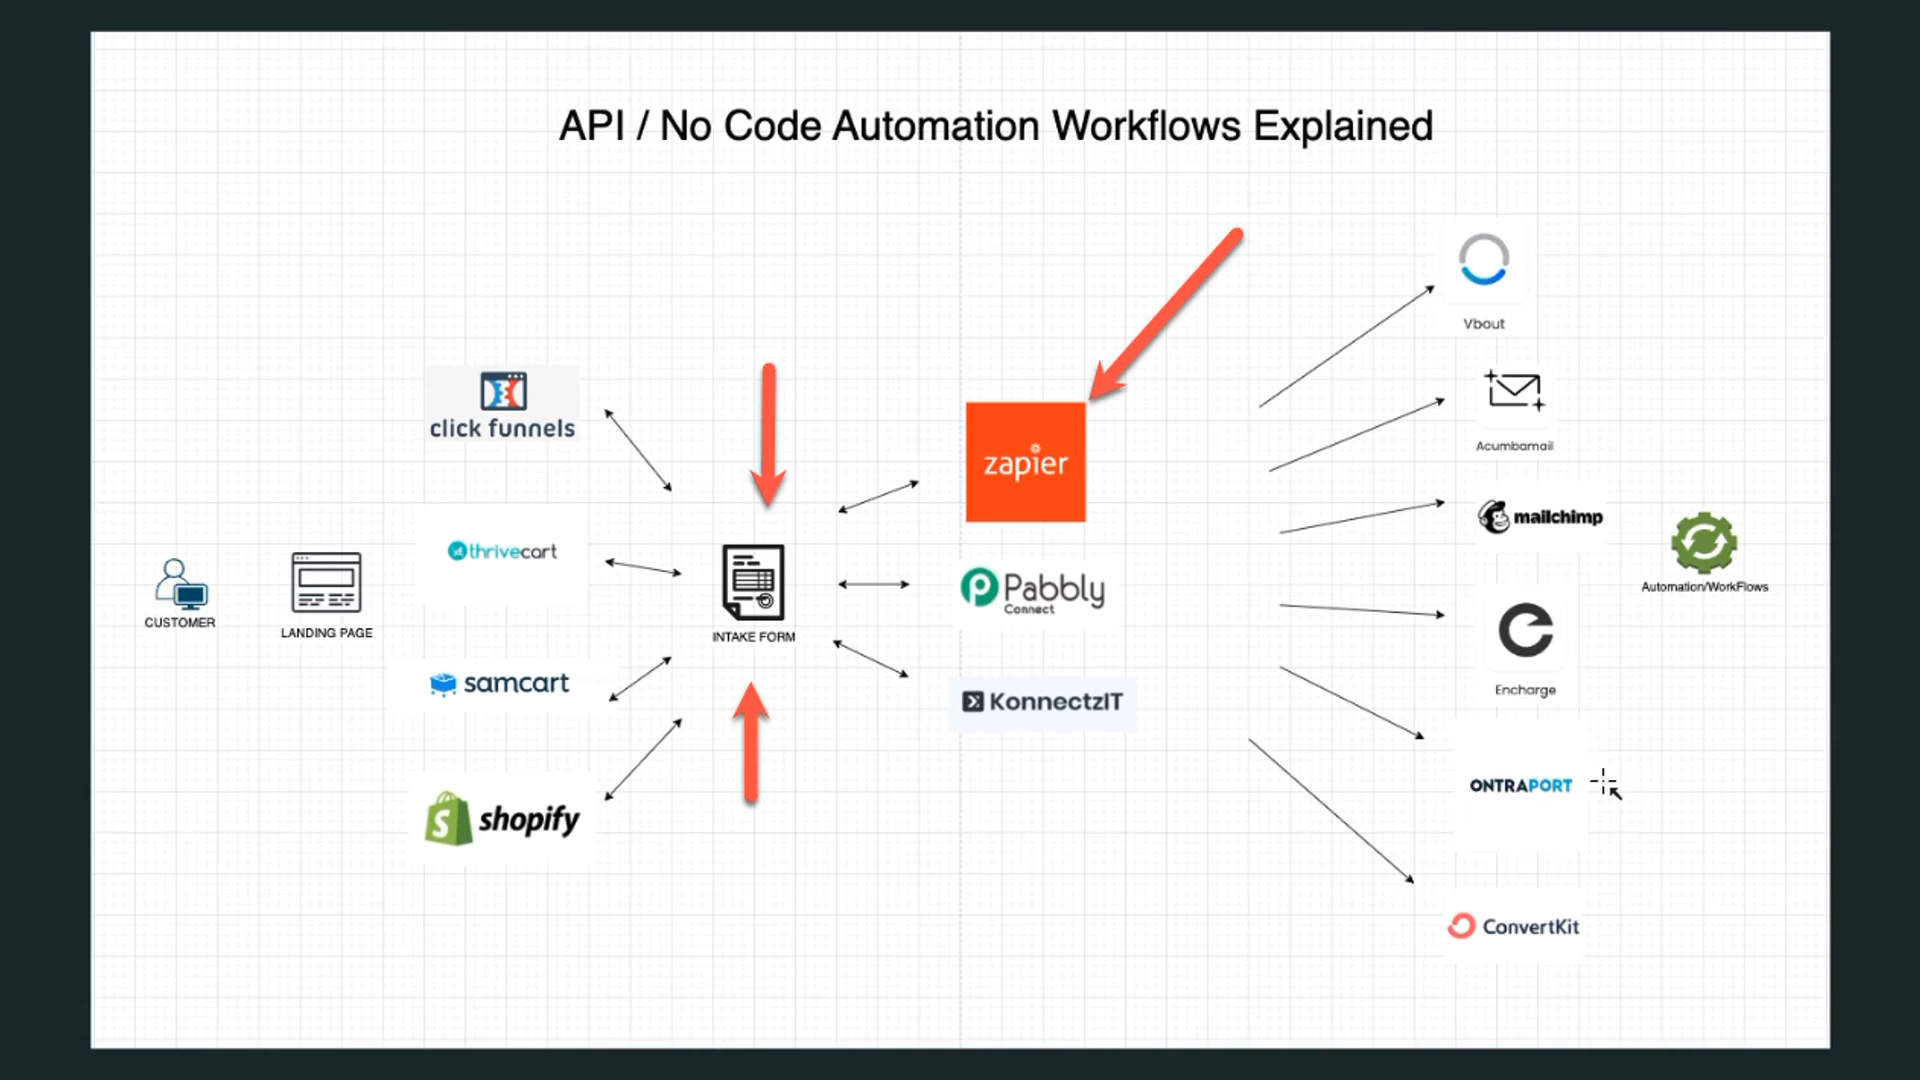 API / No Code Automation Workflows Explained
CUSTOMER
LANDING PAGE
click funnels
thrivecart
samcart
S
shopify
INTAKE FORM
zapier
Pabbly
Connect
KonnectzIT
Vbout
Acumbamail
mailchimp
Encharge
ONTRAPORT
ConvertKit
Automation/WorkFlows